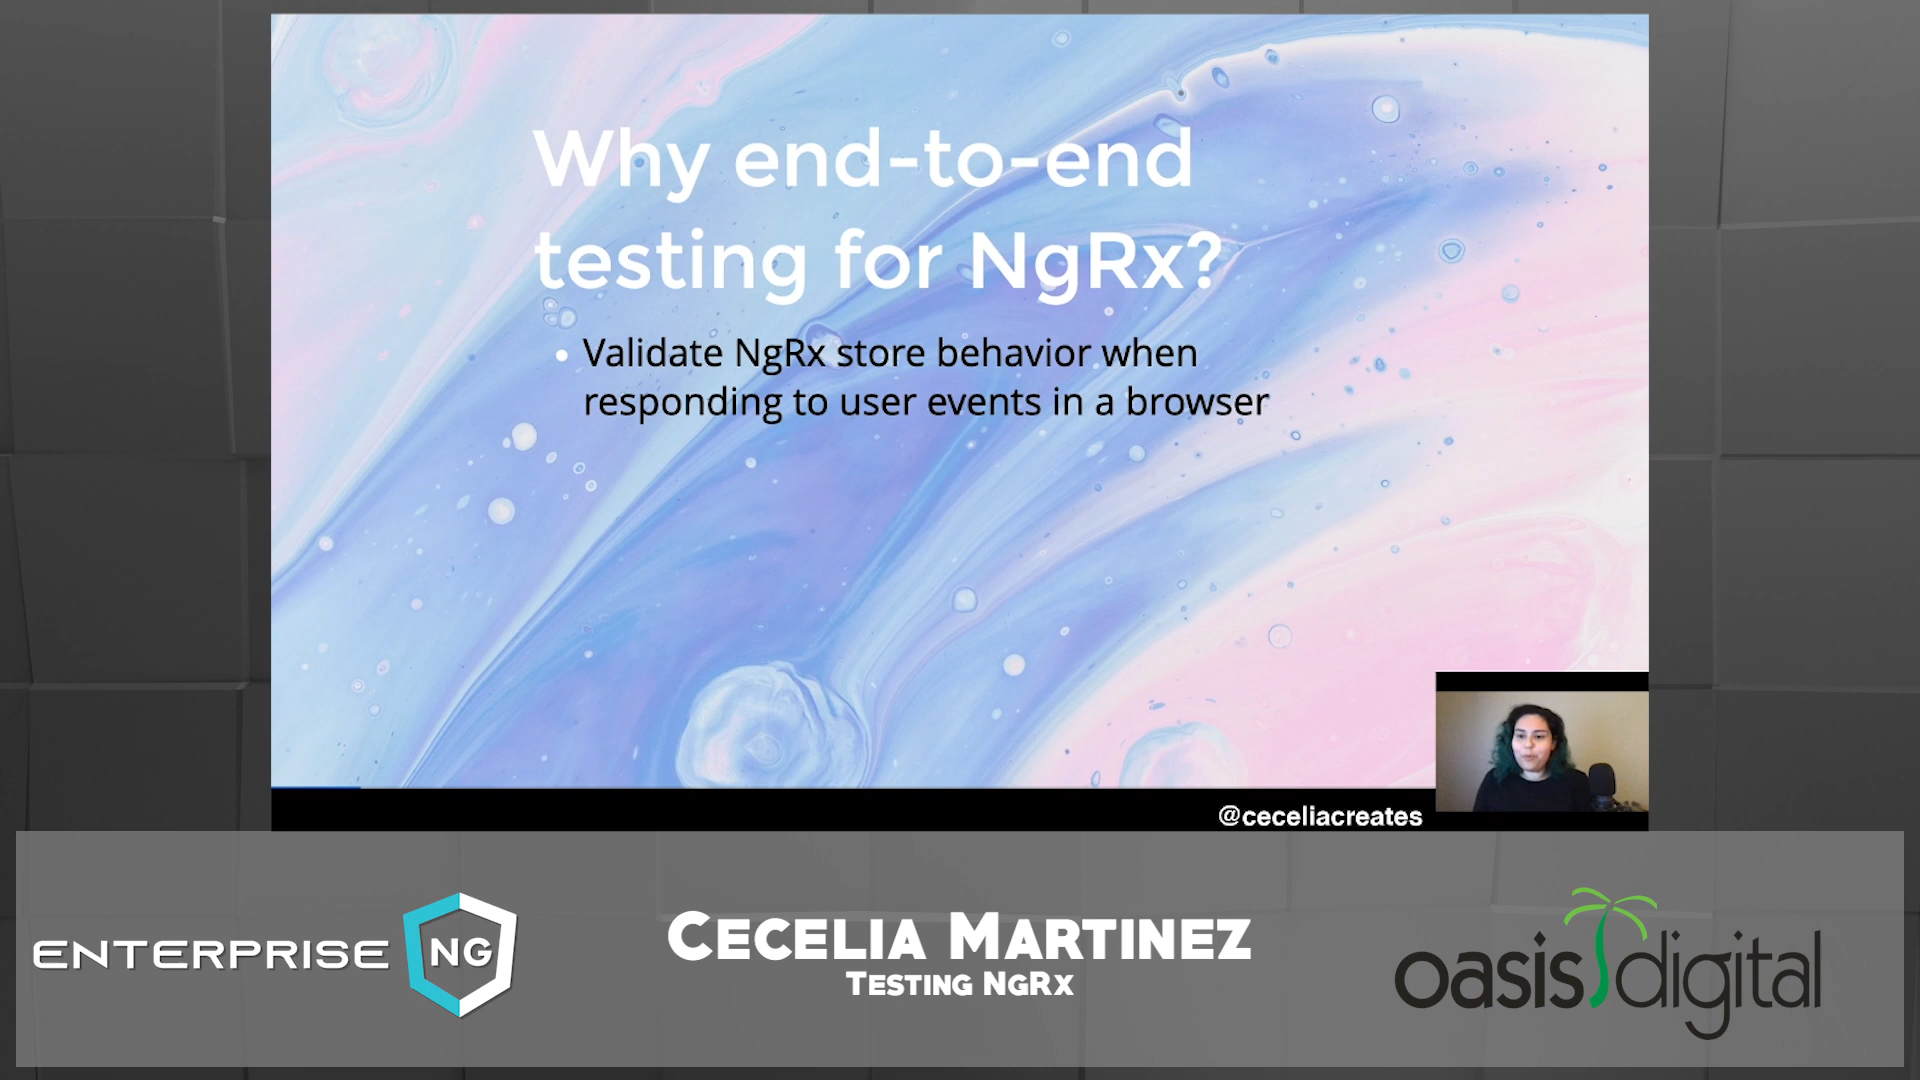 Why end-to-end
testing for NgRx?
Validate NgRx store behavior when
responding to user events in a browser
@ceceliacreates
ENTERPRISE NG
CECELIA MARTINEZ
TESTING NGRX
oasis digital